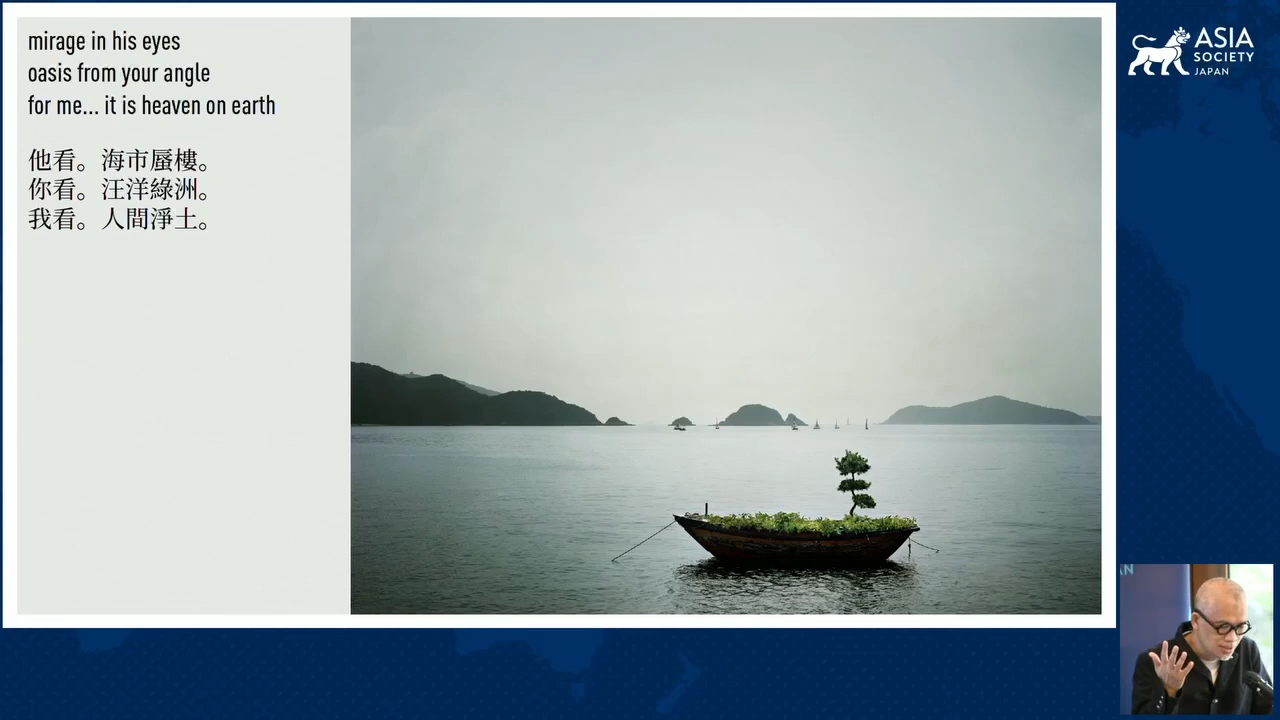 mirage in his eyes
oasis from your angle
for me... it is heaven on earth
他看。海市蜃樓。
你看。汪洋綠洲。
我看。人間淨土。
ASIA
SOCIETY
JAPAN
AN